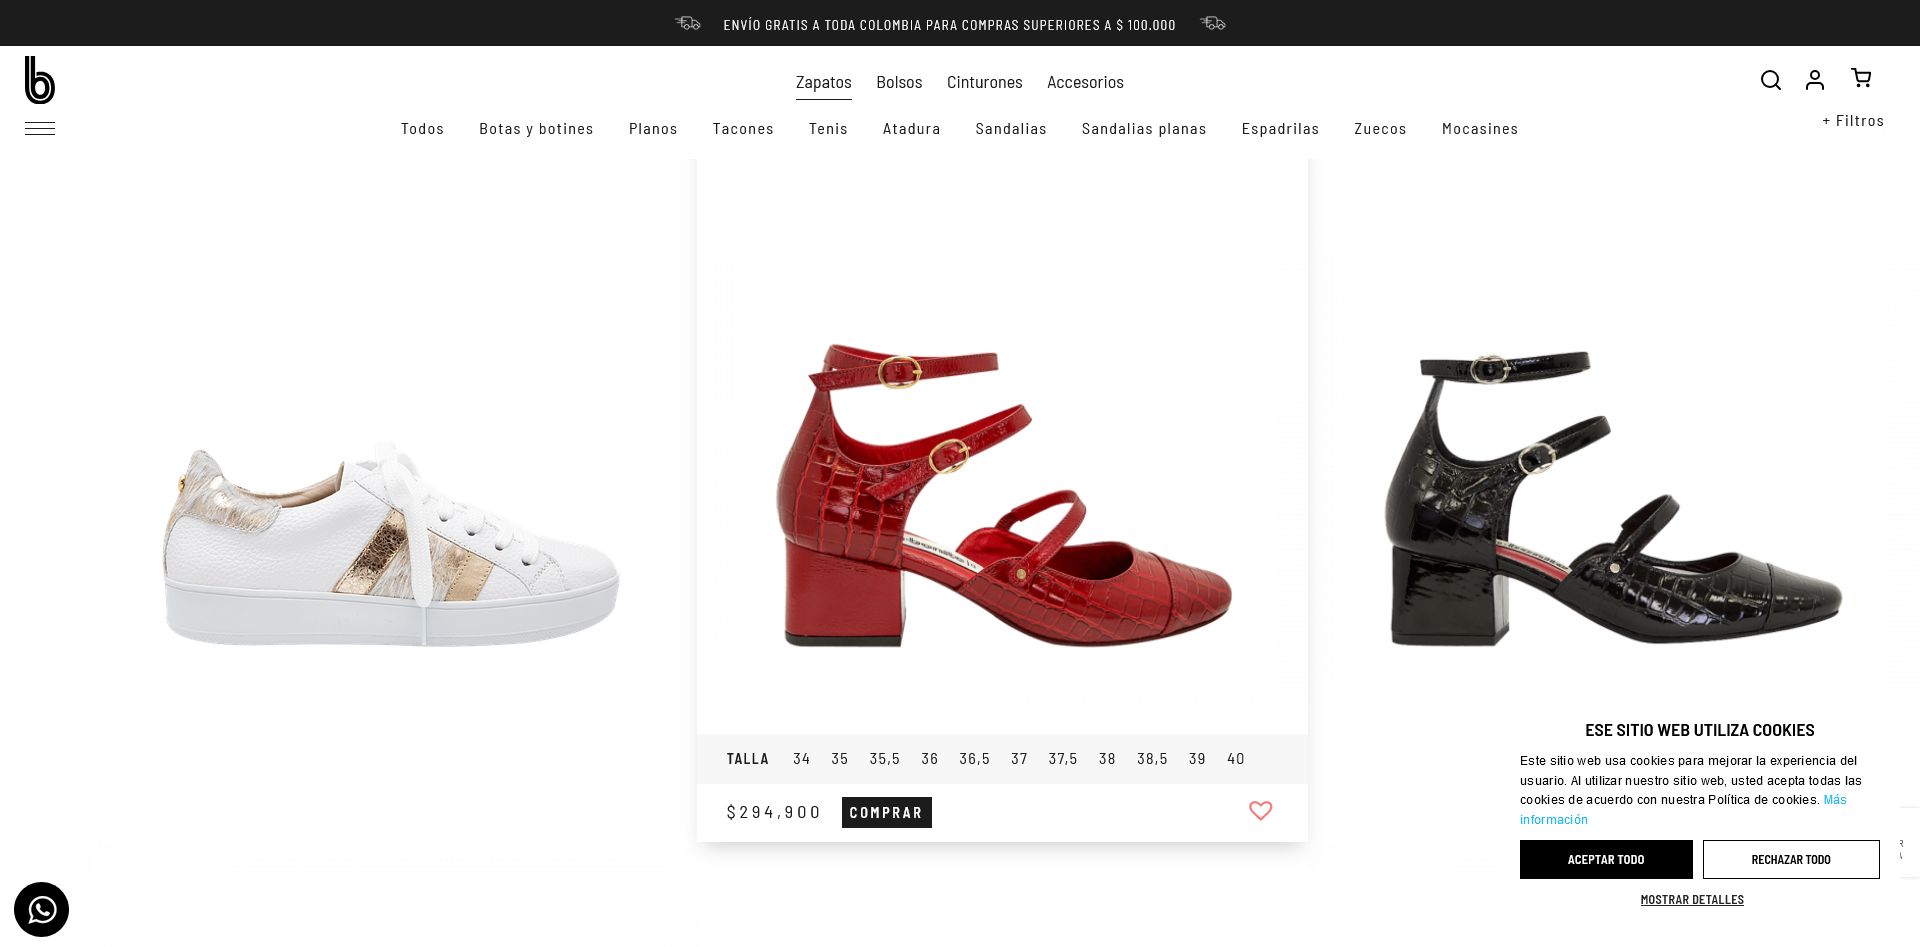 ENVÍO GRATIS A TODA COLOMBIA PARA COMPRAS SUPERIORES A $ 100.000
b
Zapatos Bolsos Cinturones Accesorios
Todos Botas y botines Planos Tacones Tenis Atadura Sandalias Sandalias planas Espadrilas Zuecos Mocasines
+ Filtros
TALLA 34 35 35,5 36 36,5 37 37,5 38 38,5 39 40
$294,900 COMPRAR
ESE SITIO WEB UTILIZA COOKIES
Este sitio web usa cookies para mejorar la experiencia del
usuario. Al utilizar nuestro sitio web, usted acepta todas las
cookies de acuerdo con nuestra Política de cookies. Más
información
ACEPTAR TODO RECHAZAR TODO
MOSTRAR DETALLES